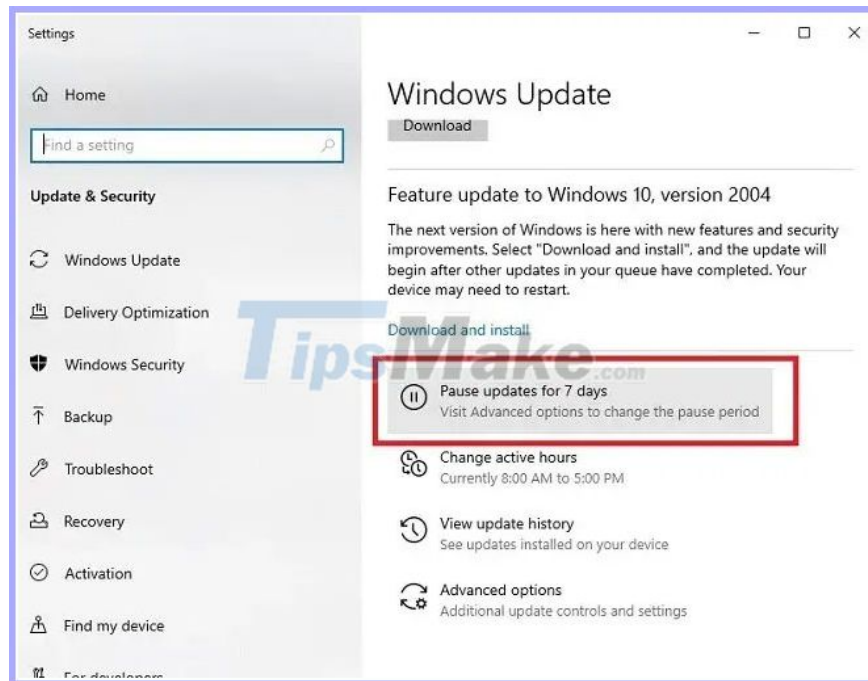 Settings
Home
Find a setting
Update & Security
Windows Update
Delivery Optimization
Windows Security
Backup
Troubleshoot
Recovery
Activation
Find my device
For developers
Windows Update
Download
Feature update to Windows 10, version 2004
The next version of Windows is here with new features and security
improvements. Select "Download and install", and the update will
begin after other updates in your queue have completed. Your
device may need to restart.
Download and install
TipsMake.com
Pause updates for 7 days
Visit Advanced options to change the pause period
Change active hours
Currently 8:00 AM to 5:00 PM
View update history
See updates installed on your device
Advanced options
Additional update controls and settings